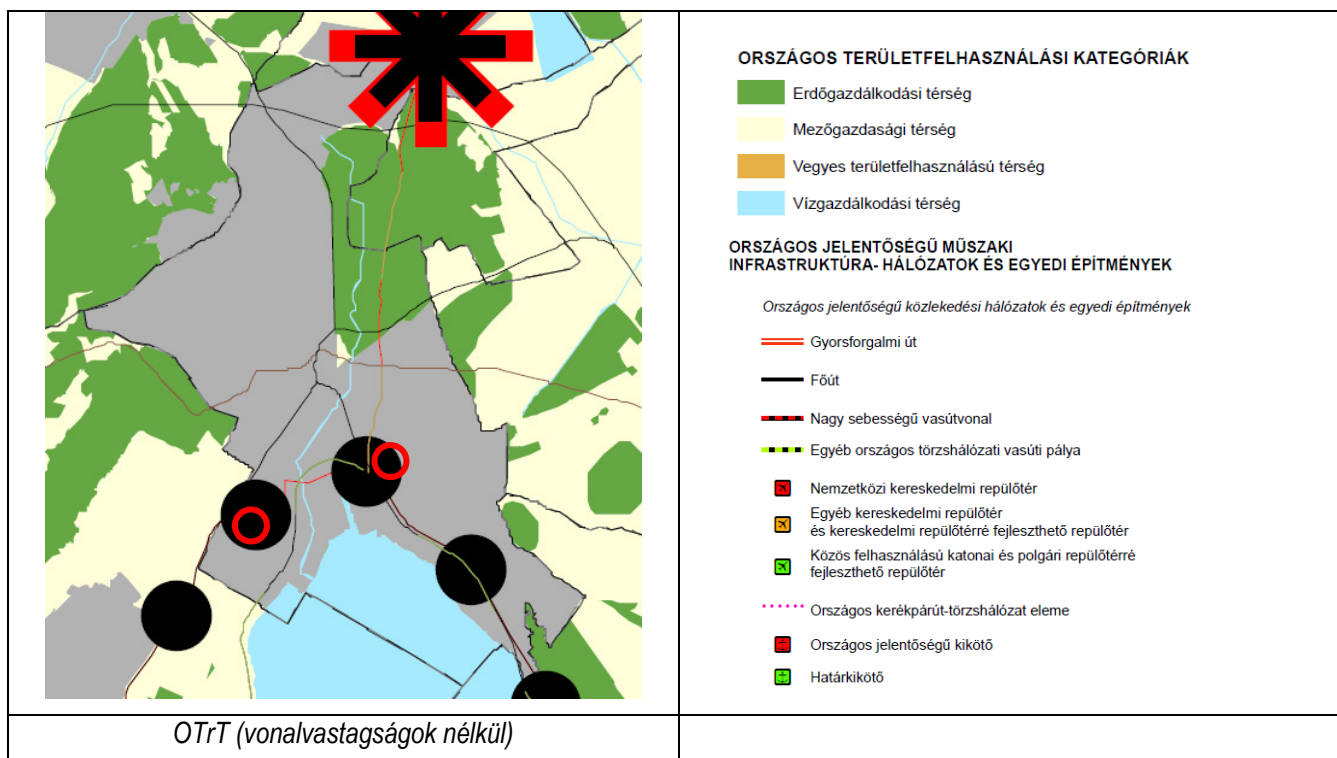 ORSZÁGOS TERÜLETFELHASZNÁLÁSI KATEGÓRIÁK
Erdőgazdálkodási térség
Mezőgazdasági térség
Vegyes területfelhasználású térség
Vízgazdálkodási térség
ORSZÁGOS JELENTŐSÉGŰ MŰSZAKI
INFRASTRUKTÚRA- HÁLÓZATOK ÉS EGYEDI ÉPÍTMÉNYEK
Országos jelentőségű közlekedési hálózatok és egyedi építmények
Gyorsforgalmi út
Főút
Nagy sebességű vasútvonal
Egyéb országos törzshálózati vasúti pálya
Nemzetközi kereskedelmi repülőtér
Egyéb kereskedelmi repülőtér
és kereskedelmi repülőtérré fejleszthető repülőtér
Közös felhasználású katonai és polgári repülőtérré
fejleszthető repülőtér
Országos kerékpárút-törzshálózat eleme
Országos jelentőségű kikötő
Határkikötő
OTrT (vonalvastagságok nélkül)